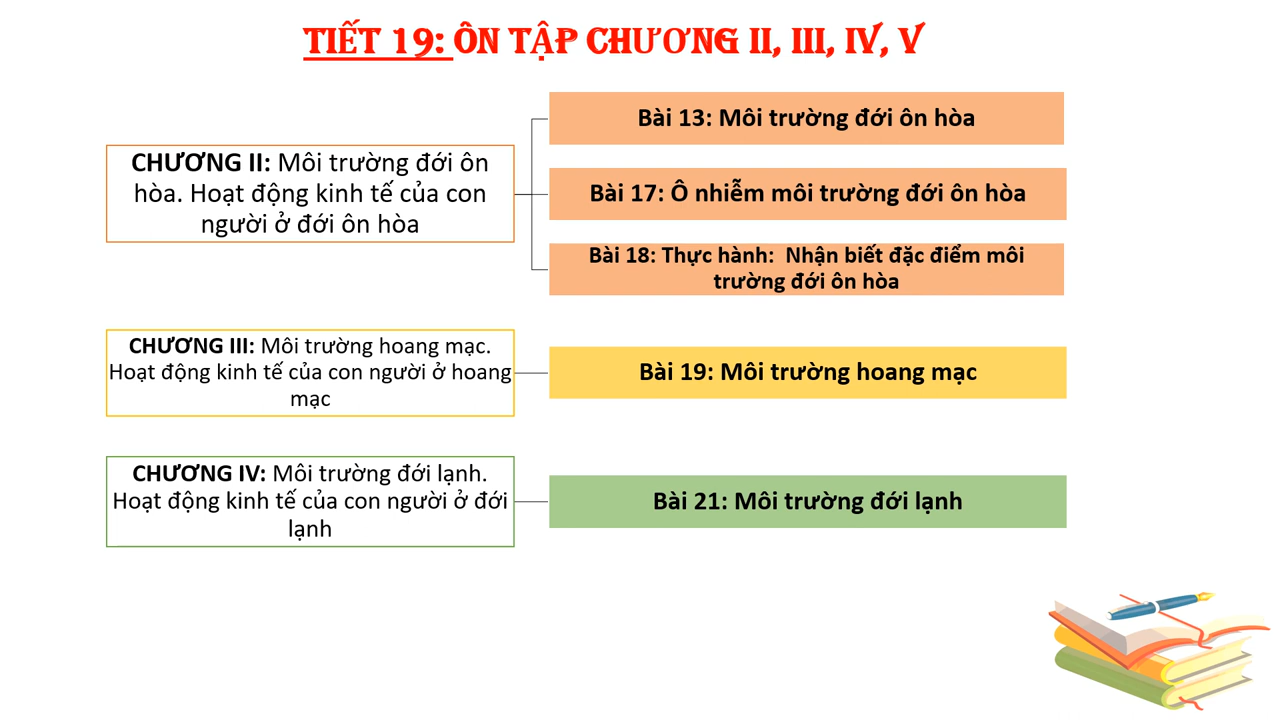 TIẾT 19: ÔN TẬP CHƯƠNG II, III, IV, V
CHƯƠNG II: Môi trường đới ôn
hòa. Hoạt động kinh tế của con
người ở đới ôn hòa
Bài 13: Môi trường đới ôn hòa
Bài 17: Ô nhiễm môi trường đới ôn hòa
Bài 18: Thực hành: Nhận biết đặc điểm môi
trường đới ôn hòa
CHƯƠNG III: Môi trường hoang mạc.
Hoạt động kinh tế của con người ở hoang
mạc
Bài 19: Môi trường hoang mạc
CHƯƠNG IV: Môi trường đới lạnh.
Hoạt động kinh tế của con người ở đới
lạnh
Bài 21: Môi trường đới lạnh